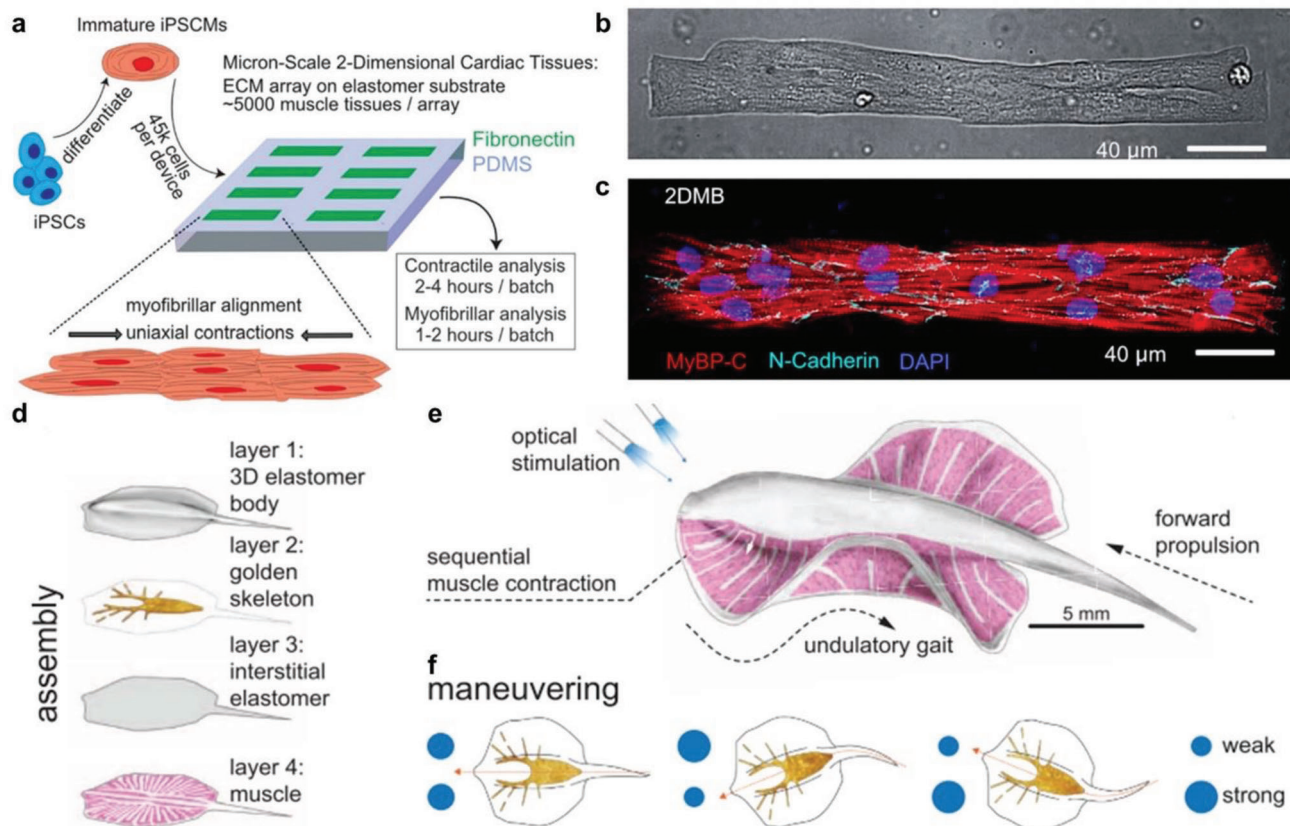 a
Immature iPSCMs
differentiate
iPSCs
45k cells
per device
Micron-Scale 2-Dimensional Cardiac Tissues:
ECM array on elastomer substrate
~5000 muscle tissues / array
Fibronectin
PDMS
Contractile analysis
2-4 hours / batch
Myofibrillar analysis
1-2 hours / batch
myofibrillar alignment
uniaxial contractions
b
40 µm
c
2DMB
MyBP-C N-Cadherin DAPI
40 µm
d
assembly
layer 1:
3D elastomer
body
layer 2:
golden
skeleton
layer 3:
interstitial
elastomer
layer 4:
muscle
e
optical
stimulation
sequential
muscle contraction
forward
propulsion
5 mm
undulatory gait
f
maneuvering
weak
strong